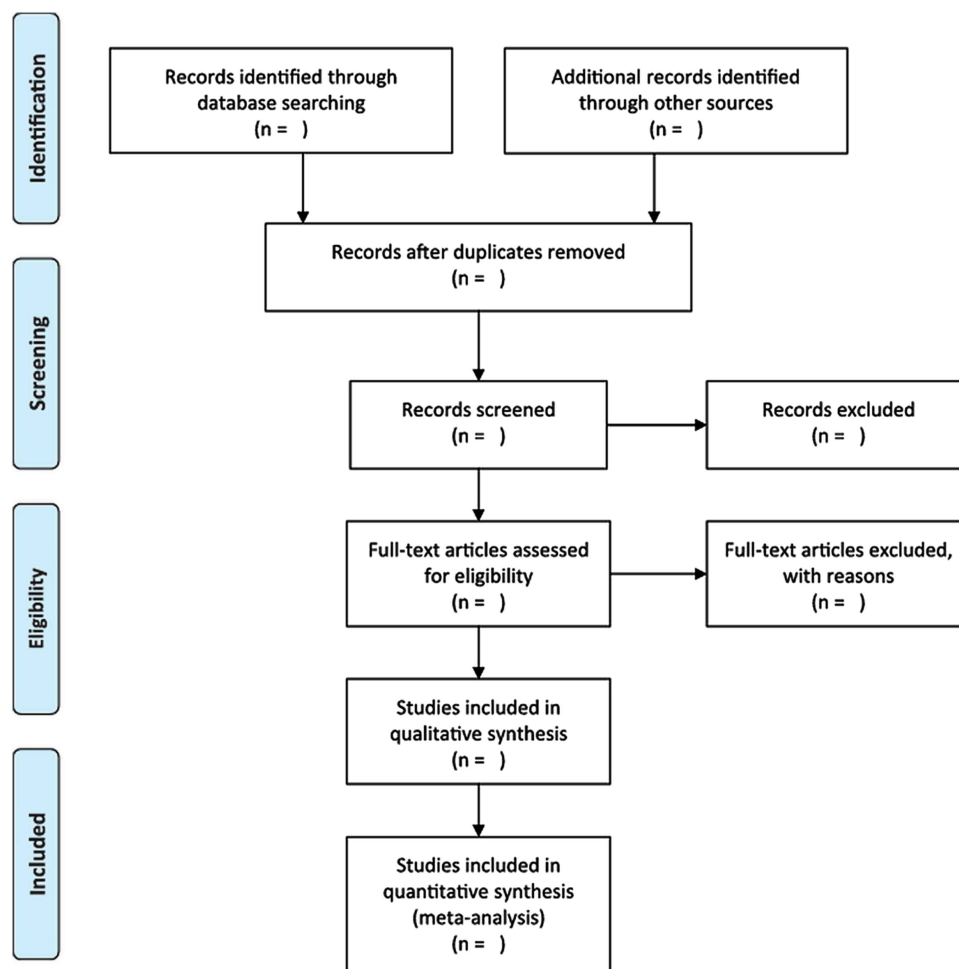 Identification
Records identified through
database searching
(n =   )
Additional records identified
through other sources
(n =   )
Records after duplicates removed
(n =   )
Screening
Records screened
(n =   )
Records excluded
(n =   )
Eligibility
Full-text articles assessed
for eligibility
(n =   )
Full-text articles excluded,
with reasons
(n =   )
Studies included in
qualitative synthesis
(n =   )
Included
Studies included in
quantitative synthesis
(meta-analysis)
(n =   )